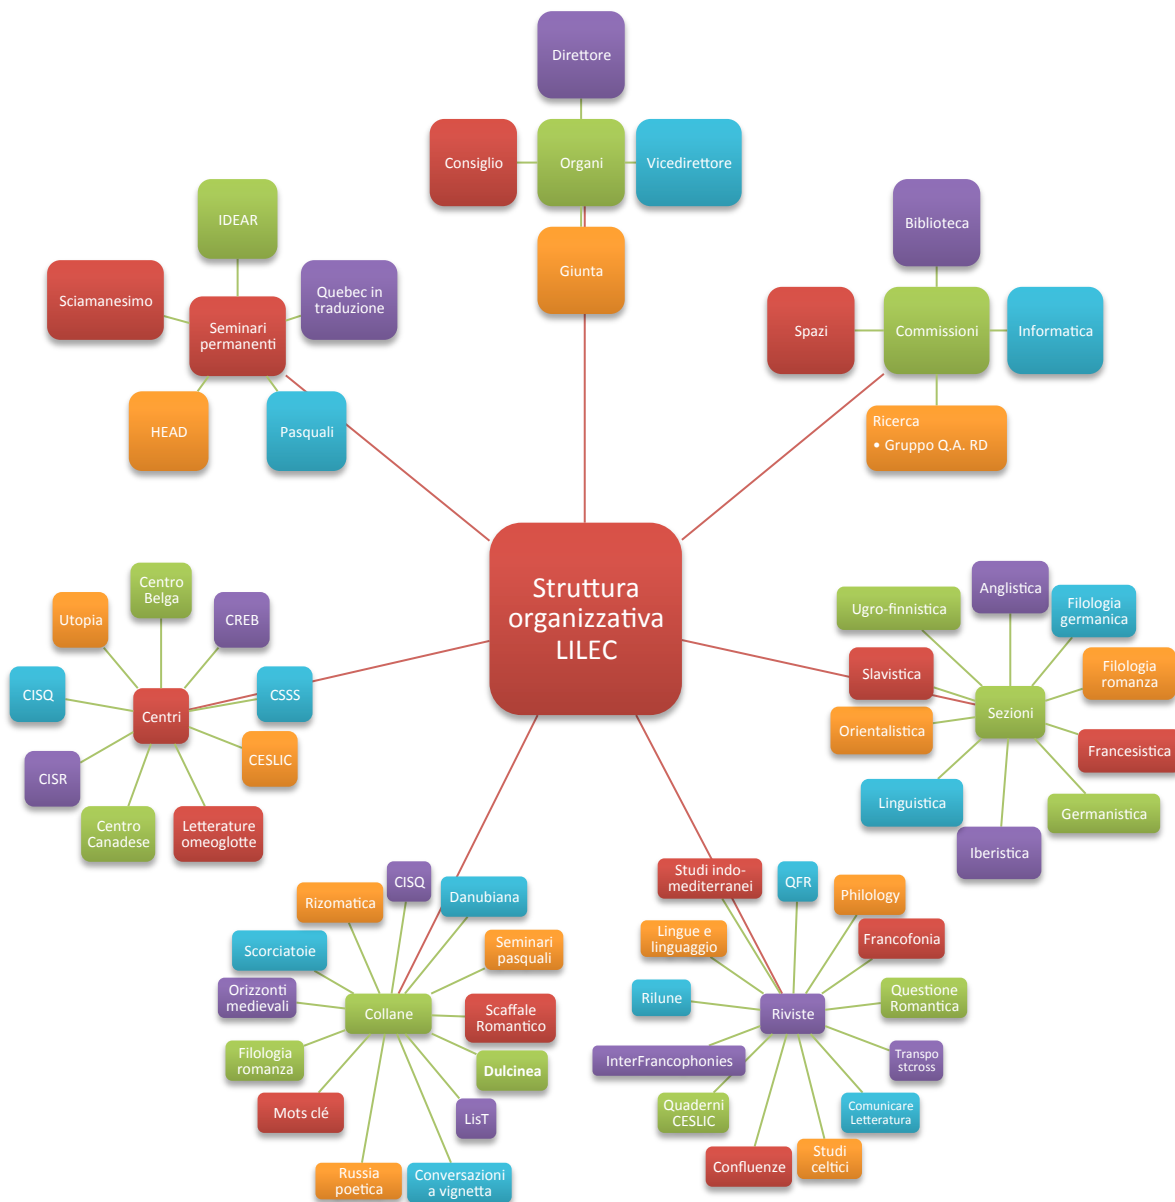 Direttore
Consiglio
Organi
Vicedirettore
Giunta
IDEAR
Sciamanesimo
Quebec in
traduzione
Seminari
permanenti
HEAD
Pasquali
Biblioteca
Spazi
Commissioni
Informatica
Ricerca
• Gruppo Q.A. RD
Struttura
organizzativa
LILEC
Centro
Belga
Utopia
CREB
CISQ
Centri
CSSS
CISR
CESLIC
Centro
Canadese
Letterature
omeoglotte
Anglistica
Ugro-finnistica
Filologia
germanica
Slavistica
Filologia
romanza
Orientalistica
Sezioni
Francesistica
Linguistica
Germanistica
Iberistica
CISQ
Rizomatica
Danubiana
Scorciatoie
Seminari
pasquali
Orizzonti
medievali
Collane
Scaffale
Romantico
Filologia
romanza
Dulcinea
Mots clé
LisT
Russia
poetica
Conversazioni
a vignetta
Studi indo-
mediterranei
QFR
Philology
Lingue e
linguaggio
Francofonia
Rilune
Riviste
Questione
Romantica
InterFrancophonies
Transpo
stcross
Quaderni
CESLIC
Comunicare
Letteratura
Confluenze
Studi
celtici